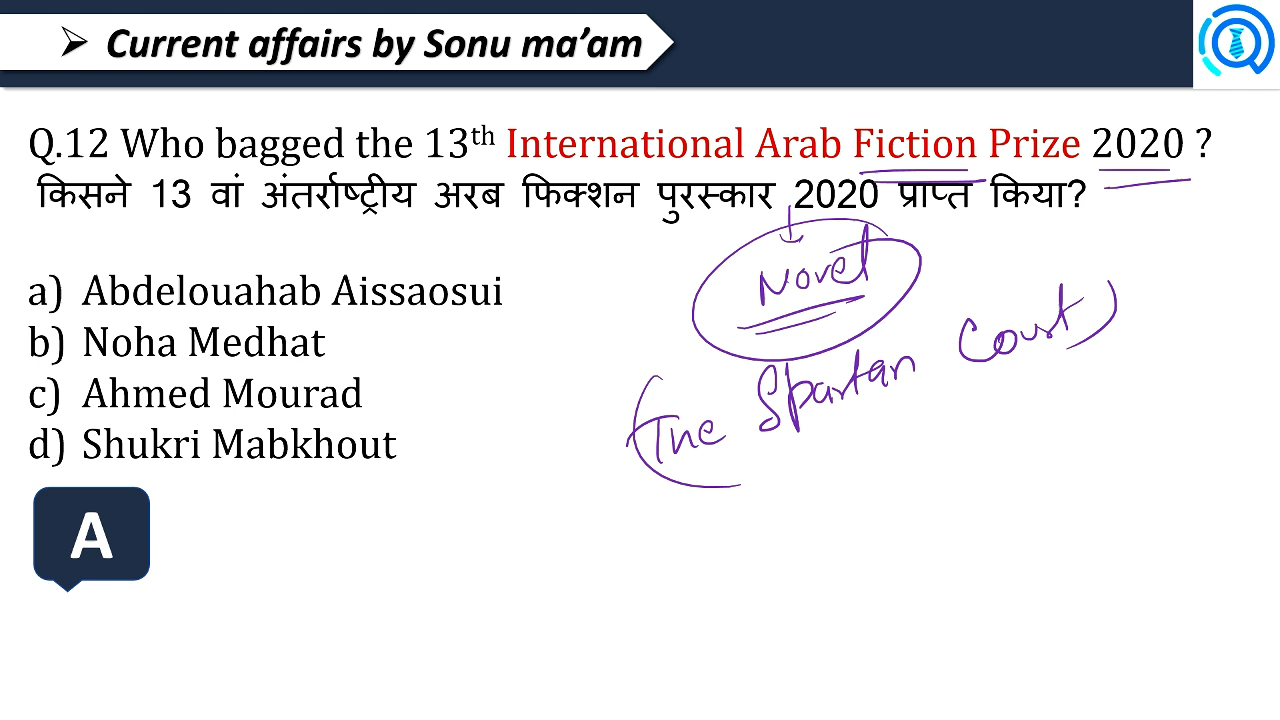 Current affairs by Sonu ma’am
Q.12 Who bagged the 13th International Arab Fiction Prize 2020 ?
किसने 13 वां अंतर्राष्ट्रीय अरब फिक्शन पुरस्कार 2020 प्राप्त किया?
Novel
(The Spartan Court)
a) Abdelouahab Aissaosui
b) Noha Medhat
c) Ahmed Mourad
d) Shukri Mabkhout
A